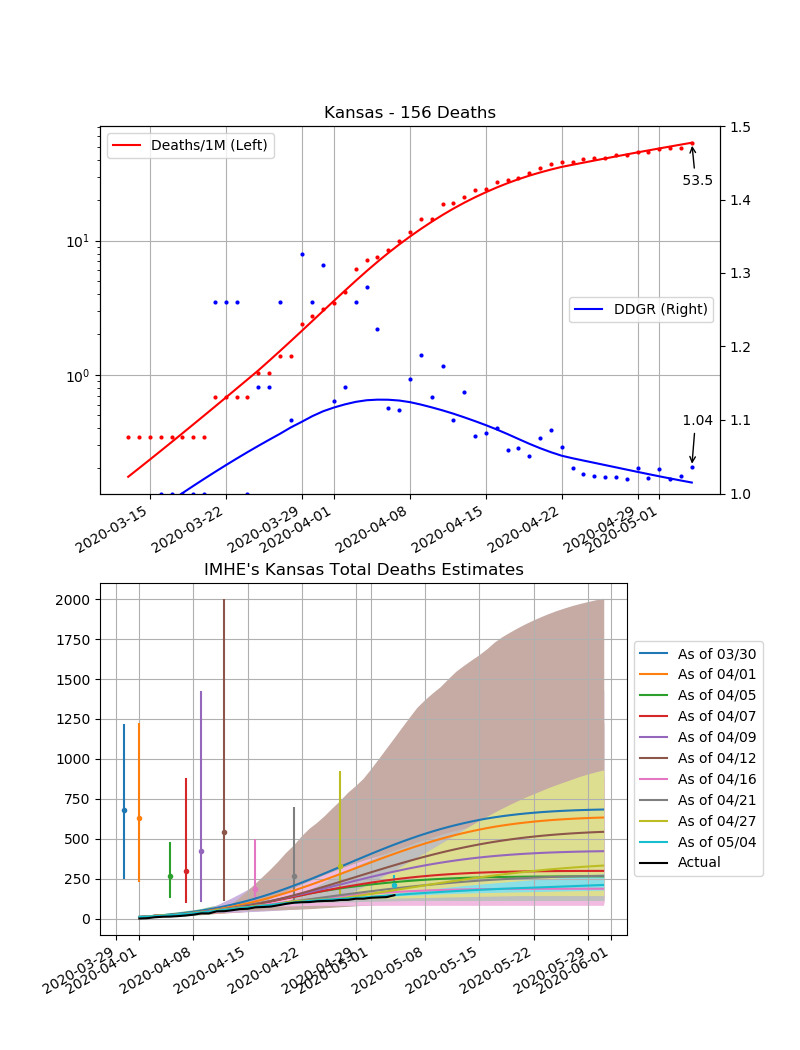 Kansas - 156 Deaths
Deaths/1M (Left)
DDGR (Right)
53.5
1.04
10^1
10^0
1.5
1.4
1.3
1.2
1.1
1.0
2020-03-15
2020-03-22
2020-03-29
2020-04-01
2020-04-08
2020-04-15
2020-04-22
2020-04-29
2020-05-01
IMHE's Kansas Total Deaths Estimates
2000
1750
1500
1250
1000
750
500
250
0
2020-03-29
2020-04-01
2020-04-08
2020-04-15
2020-04-22
2020-04-29
2020-05-01
2020-05-08
2020-05-15
2020-05-22
2020-05-29
2020-06-01
As of 03/30
As of 04/01
As of 04/05
As of 04/07
As of 04/09
As of 04/12
As of 04/16
As of 04/21
As of 04/27
As of 05/04
Actual